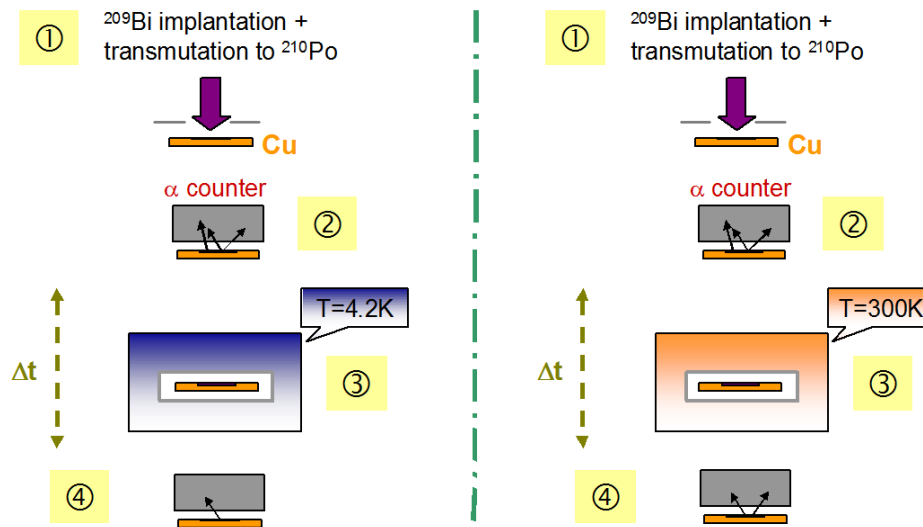 ① ²⁰⁹Bi implantation +
transmutation to ²¹⁰Po
Cu
α counter
②
T=4.2K
Δt
③
④
① ²⁰⁹Bi implantation +
transmutation to ²¹⁰Po
Cu
α counter
②
T=300K
Δt
③
④